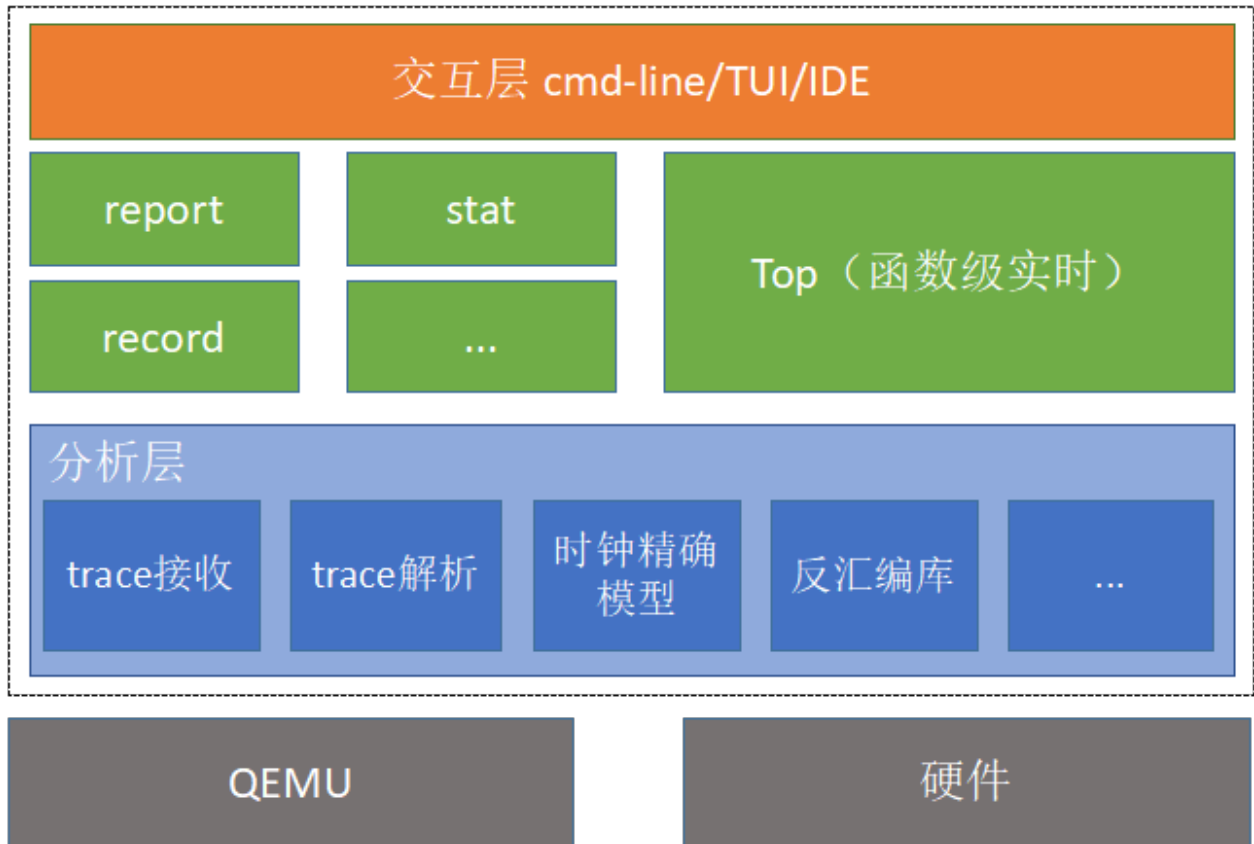 交互层 cmd-line/TUI/IDE
report
stat
Top（函数级实时）
record
...
分析层
trace接收
trace解析
时钟精确
模型
反汇编库
...
QEMU
硬件